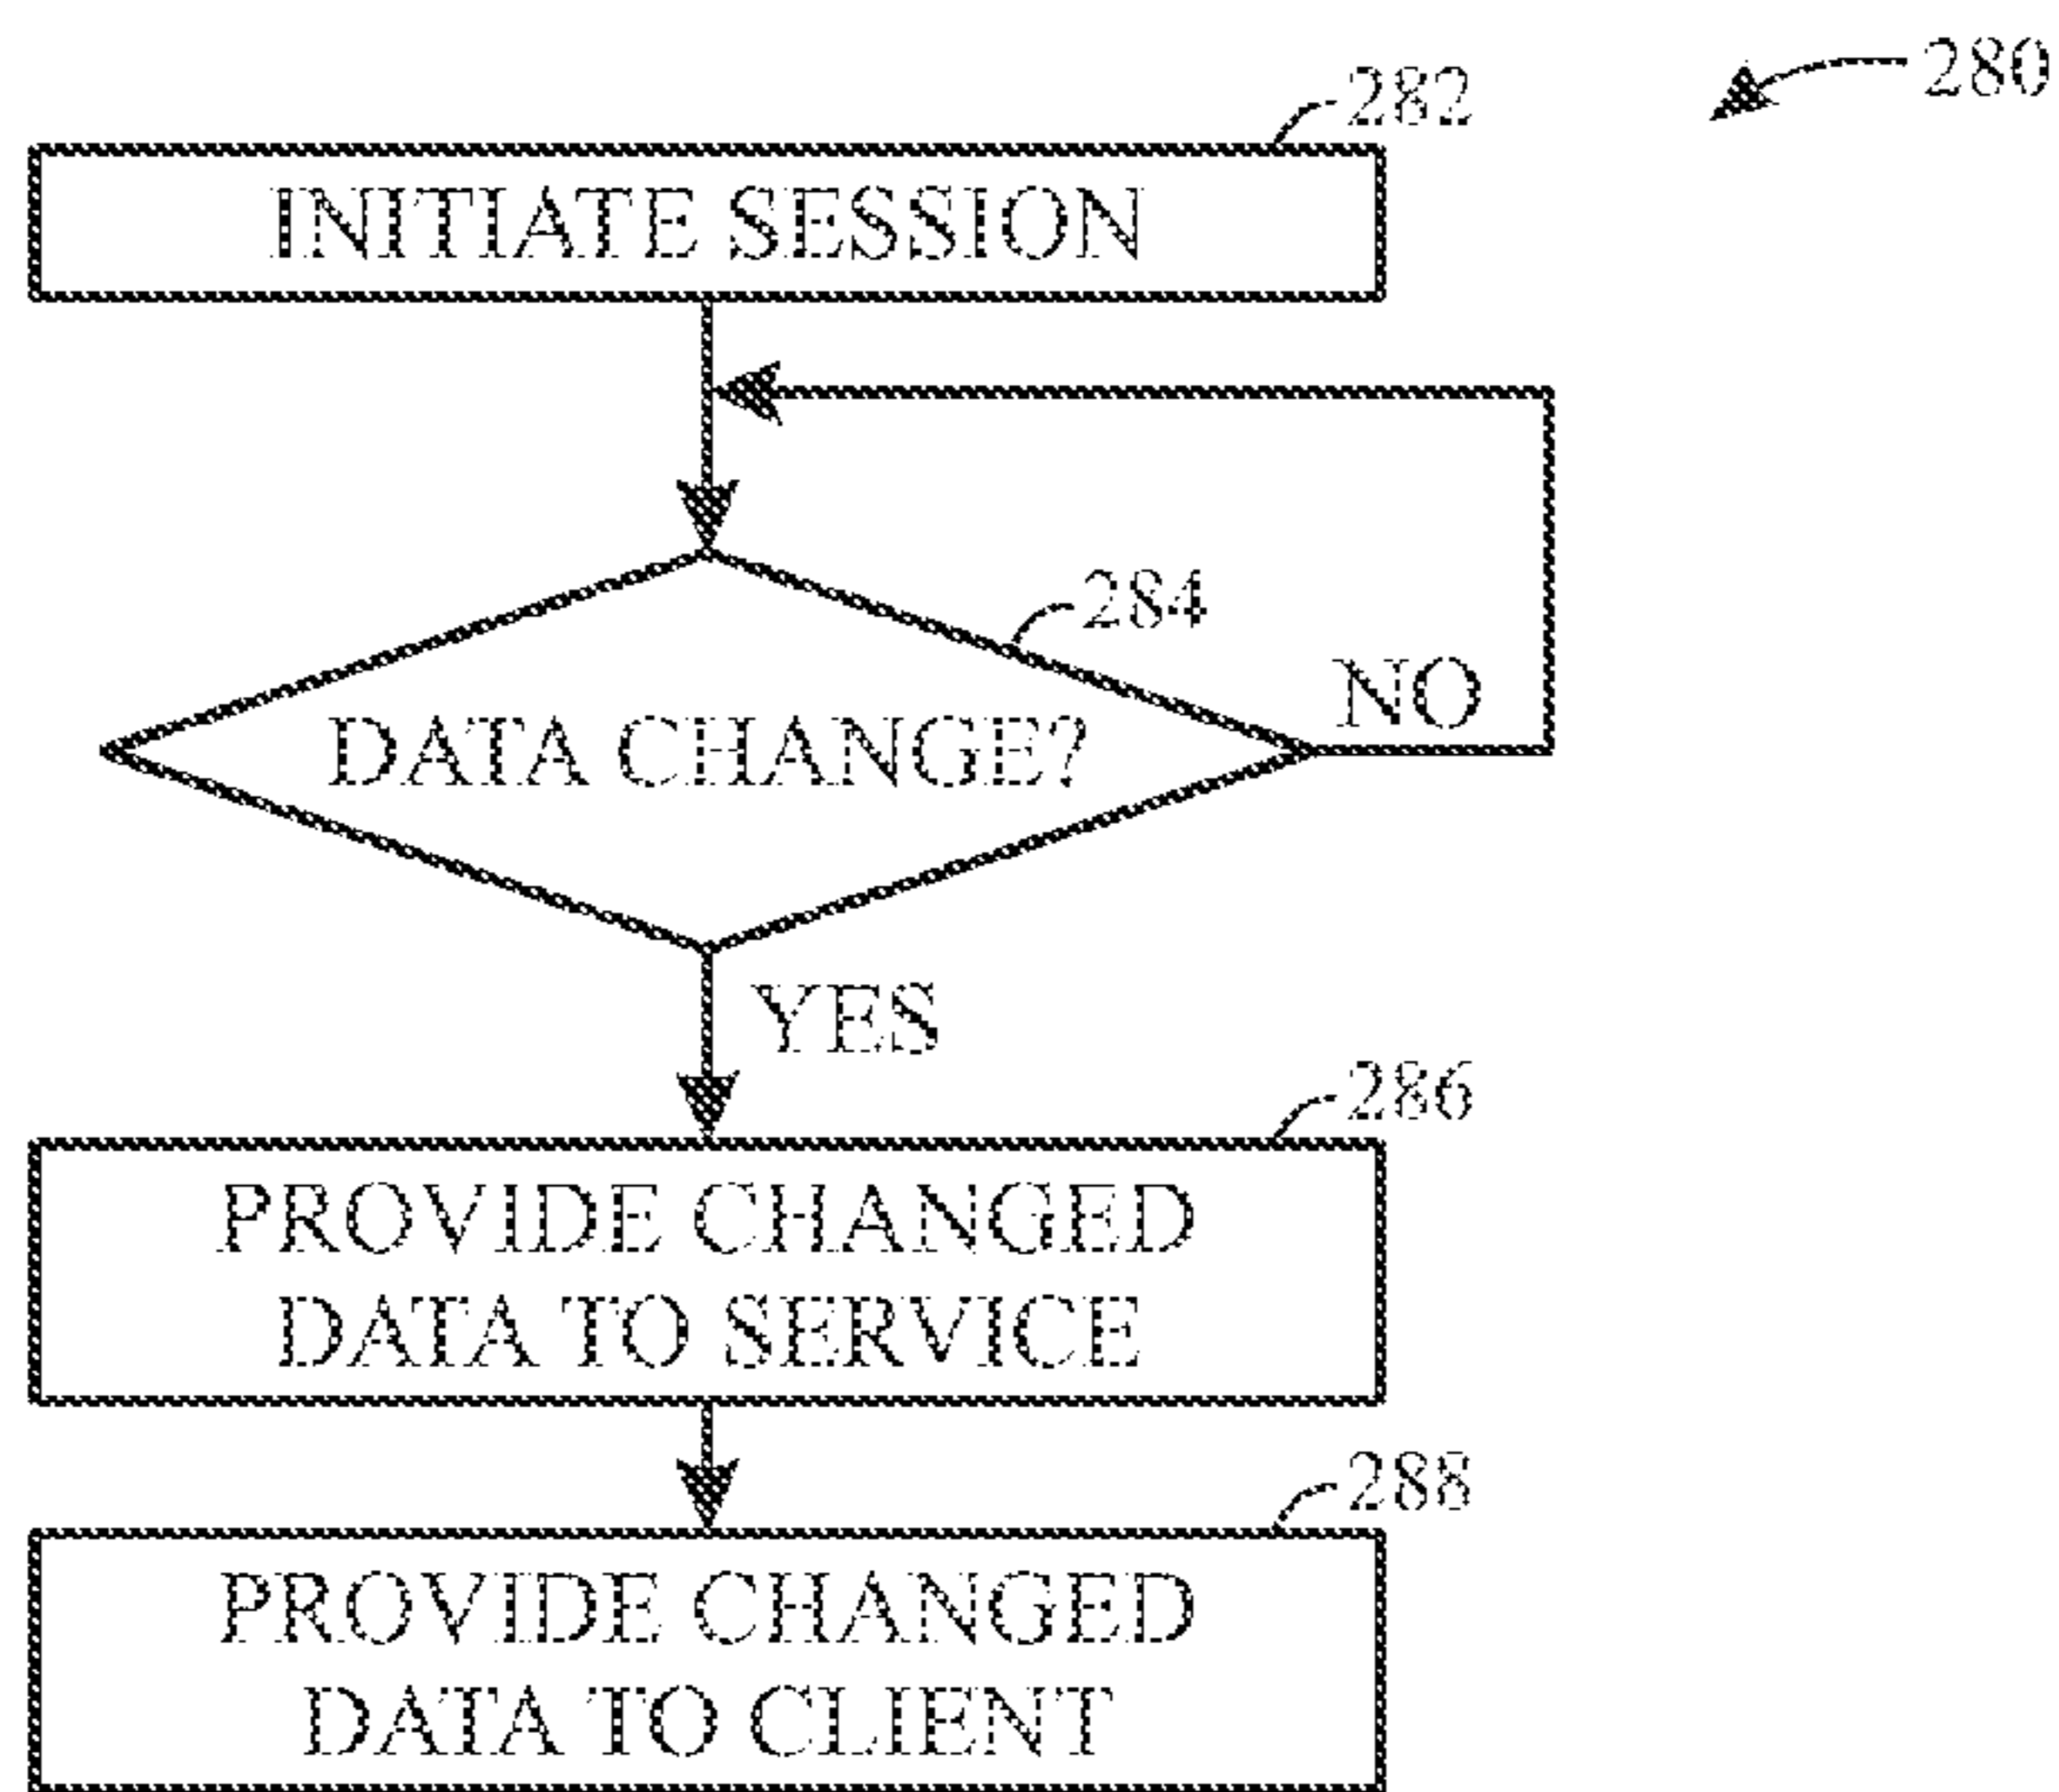 280
282
INITIATE SESSION
284
NO
DATA CHANGE?
YES
286
PROVIDE CHANGED
DATA TO SERVICE
288
PROVIDE CHANGED
DATA TO CLIENT